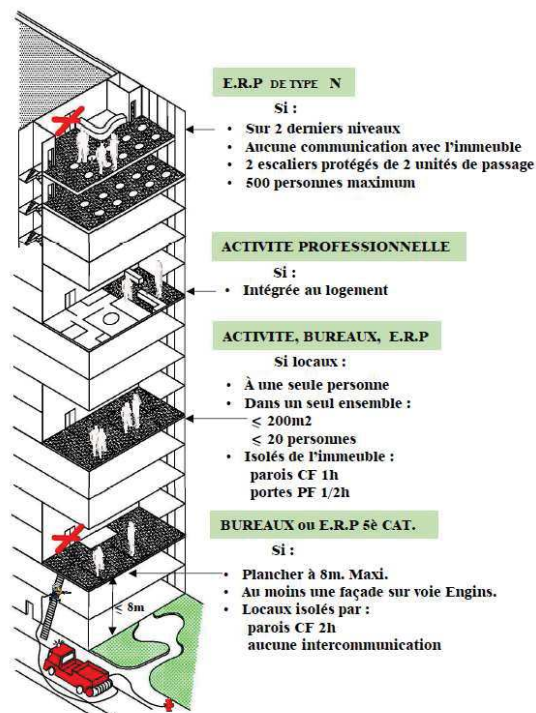 E.R.P DE TYPE N
Si :
• Sur 2 derniers niveaux
• Aucune communication avec l'immeuble
• 2 escaliers protégés de 2 unités de passage
• 500 personnes maximum
ACTIVITE PROFESSIONNELLE
Si :
• Intégrée au logement
ACTIVITE, BUREAUX, E.R.P
Si locaux :
• À une seule personne
• Dans un seul ensemble :
⩽ 200m2
⩽ 20 personnes
• Isolés de l'immeuble :
parois CF 1h
portes PF 1/2h
BUREAUX ou E.R.P 5è CAT.
Si :
• Plancher à 8m. Maxi.
• Au moins une façade sur voie Engins.
• Locaux isolés par :
parois CF 2h
aucune intercommunication
⩽ 8m